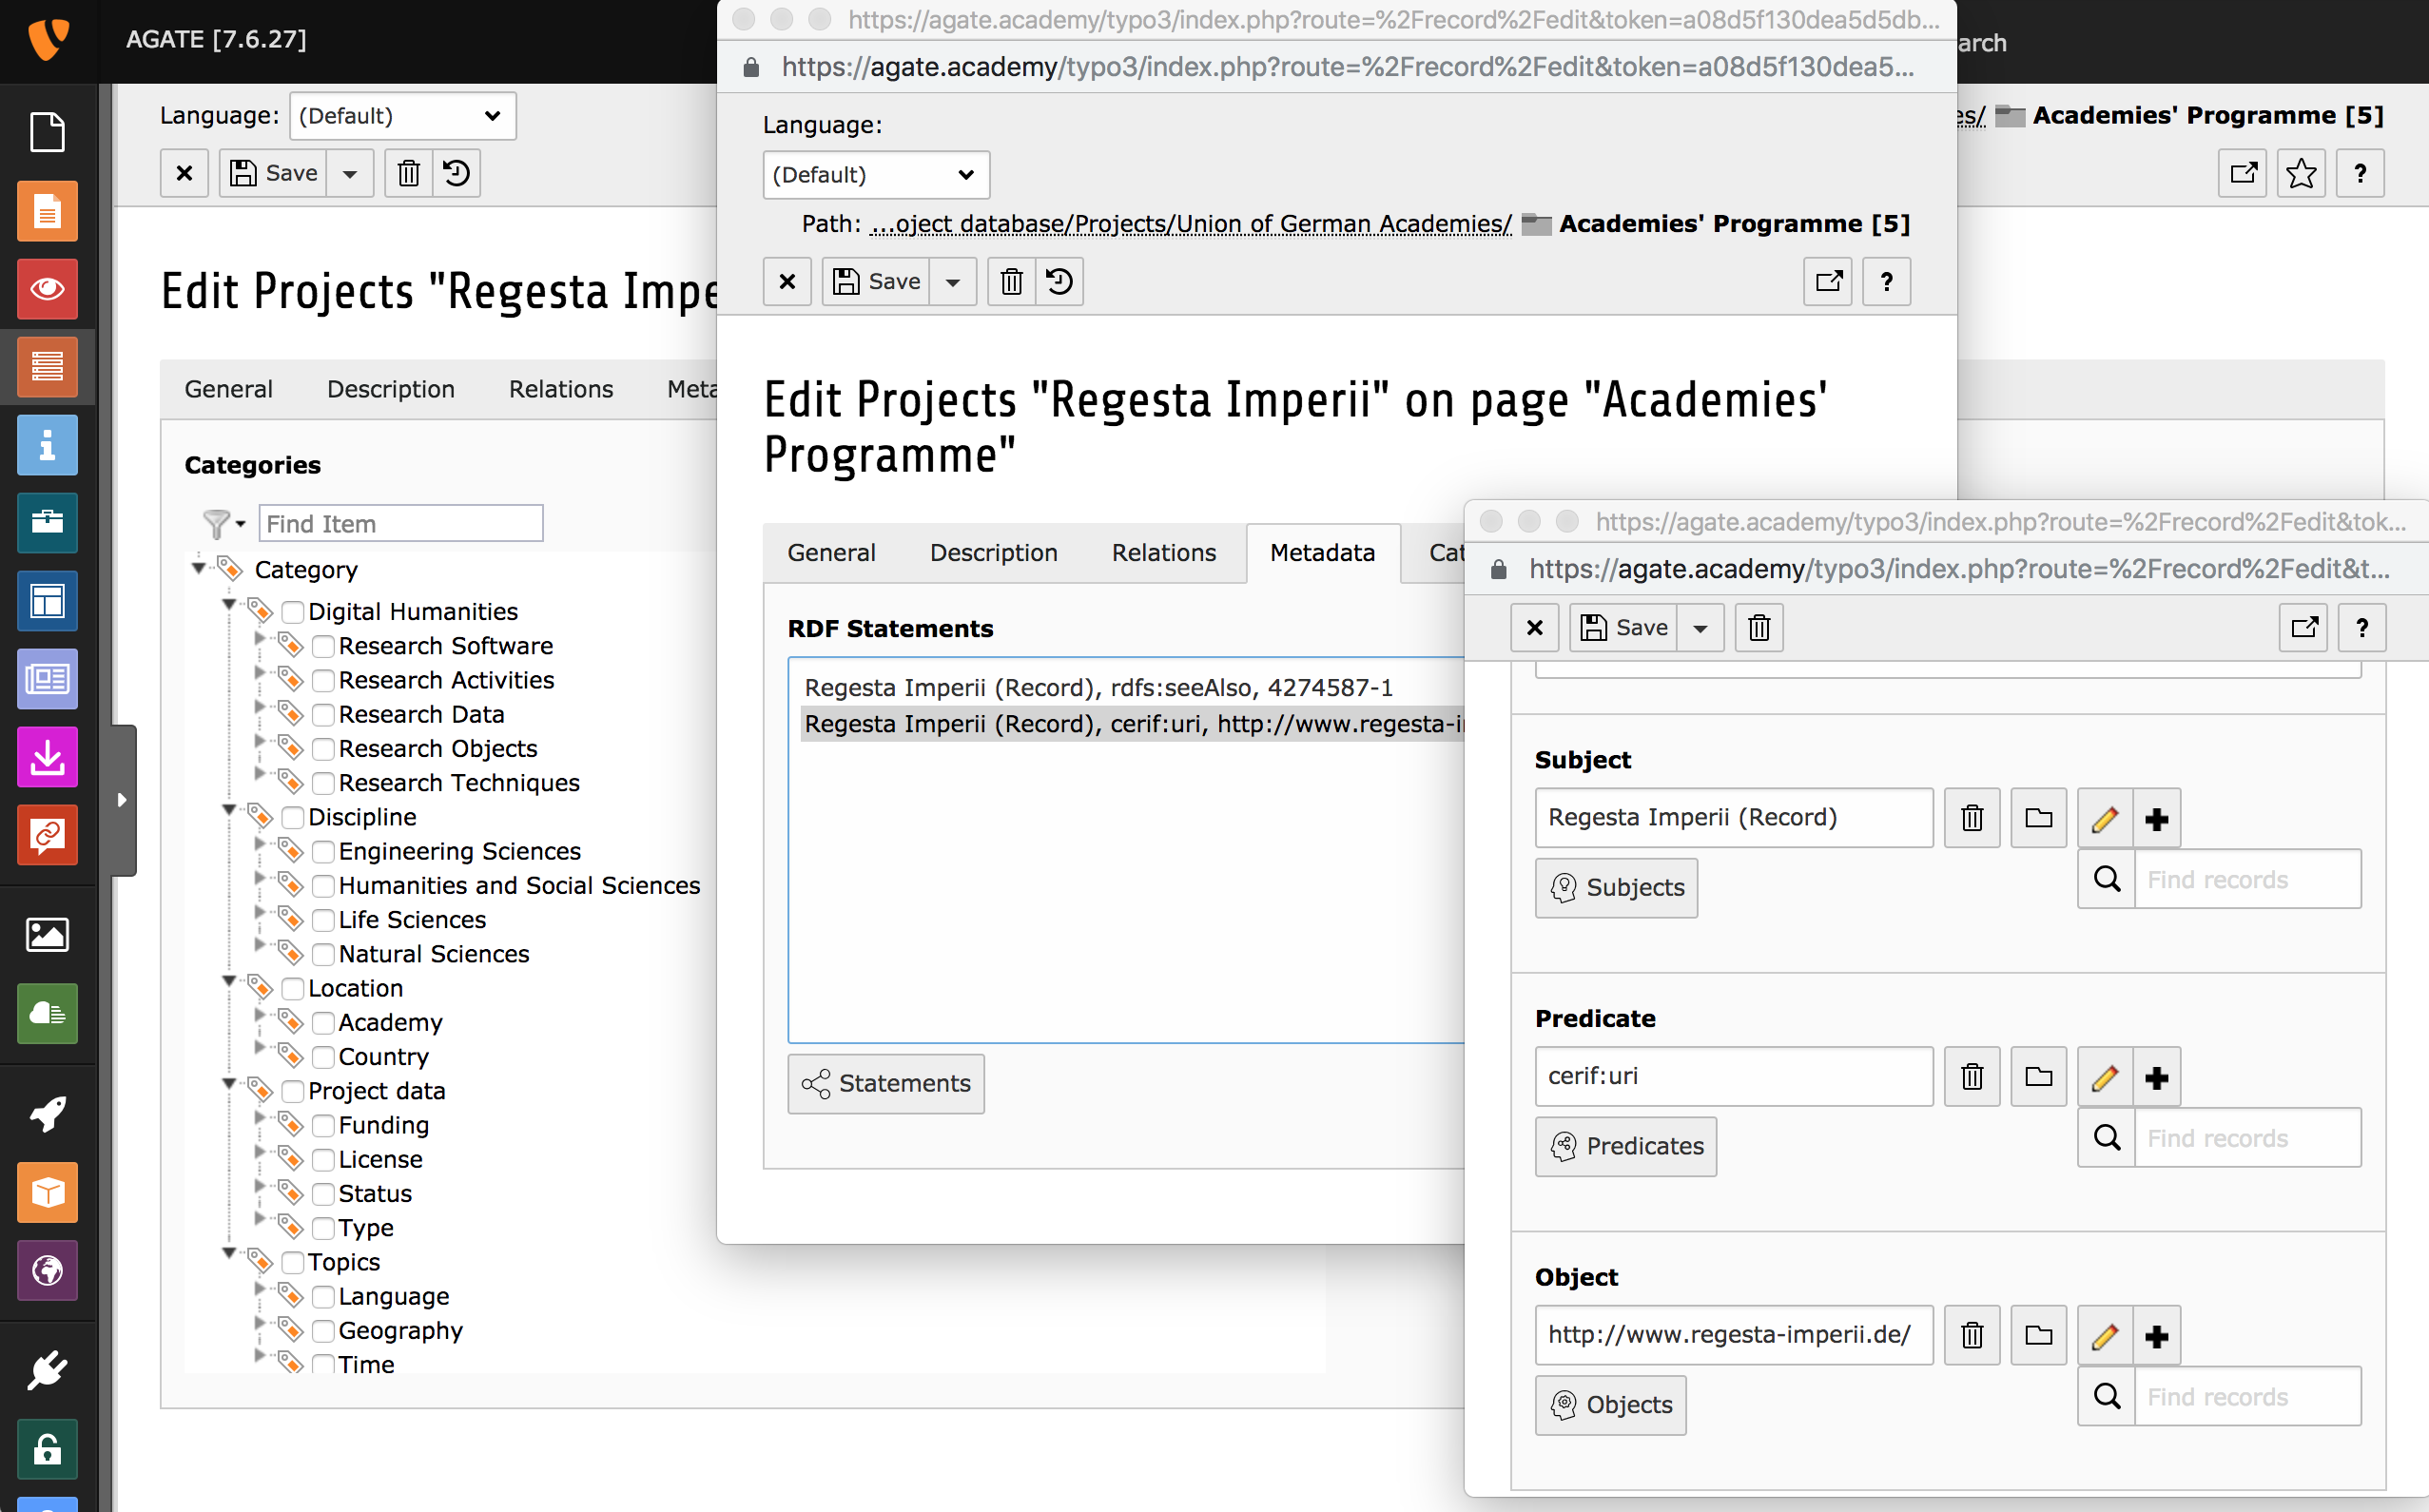 AGATE [7.6.27]
arch
Language: (Default)
es/ Academies' Programme [5]
Save
?
Edit Projects "Regesta Impe
General Description Relations Meta
Categories
Find Item
Category
Digital Humanities
Research Software
Research Activities
Research Data
Research Objects
Research Techniques
Discipline
Engineering Sciences
Humanities and Social Sciences
Life Sciences
Natural Sciences
Location
Academy
Country
Project data
Funding
License
Status
Type
Topics
Language
Geography
Time
https://agate.academy/typo3/index.php?route=%2Frecord%2Fedit&token=a08d5f130dea5d5db...
https://agate.academy/typo3/index.php?route=%2Frecord%2Fedit&token=a08d5f130dea5...
Language:
(Default)
Path: ...oject database/Projects/Union of German Academies/ Academies' Programme [5]
Save
?
Edit Projects "Regesta Imperii" on page "Academies'
Programme"
General Description Relations Metadata Cat
RDF Statements
Regesta Imperii (Record), rdfs:seeAlso, 4274587-1
Regesta Imperii (Record), cerif:uri, http://www.regesta-i
Statements
https://agate.academy/typo3/index.php?route=%2Frecord%2Fedit&tok...
https://agate.academy/typo3/index.php?route=%2Frecord%2Fedit&t...
Save
?
Subject
Regesta Imperii (Record)
Subjects
Find records
Predicate
cerif:uri
Predicates
Find records
Object
http://www.regesta-imperii.de/
Objects
Find records